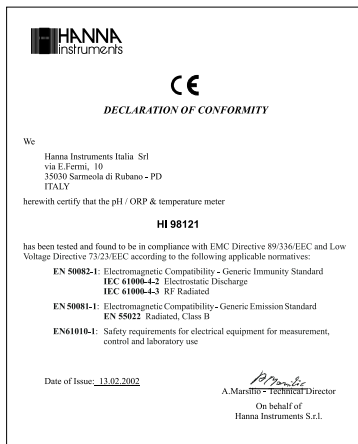 HANNA
instruments
CE
DECLARATION OF CONFORMITY
We
Hanna Instruments Italia Srl
via E.Fermi, 10
35030 Sarmeola di Rubano - PD
ITALY
herewith certify that the pH / ORP & temperature meter
HI 98121
has been tested and found to be in compliance with EMC Directive 89/336/EEC and Low
Voltage Directive 73/23/EEC according to the following applicable normatives:
EN 50082-1: Electromagnetic Compatibility - Generic Immunity Standard
IEC 61000-4-2 Electrostatic Discharge
IEC 61000-4-3 RF Radiated
EN 50081-1: Electromagnetic Compatibility - Generic Emission Standard
EN 55022 Radiated, Class B
EN61010-1: Safety requirements for electrical equipment for measurement,
control and laboratory use
Date of Issue: 13.02.2002
A.Marsilio - Technical Director
On behalf of
Hanna Instruments S.r.l.